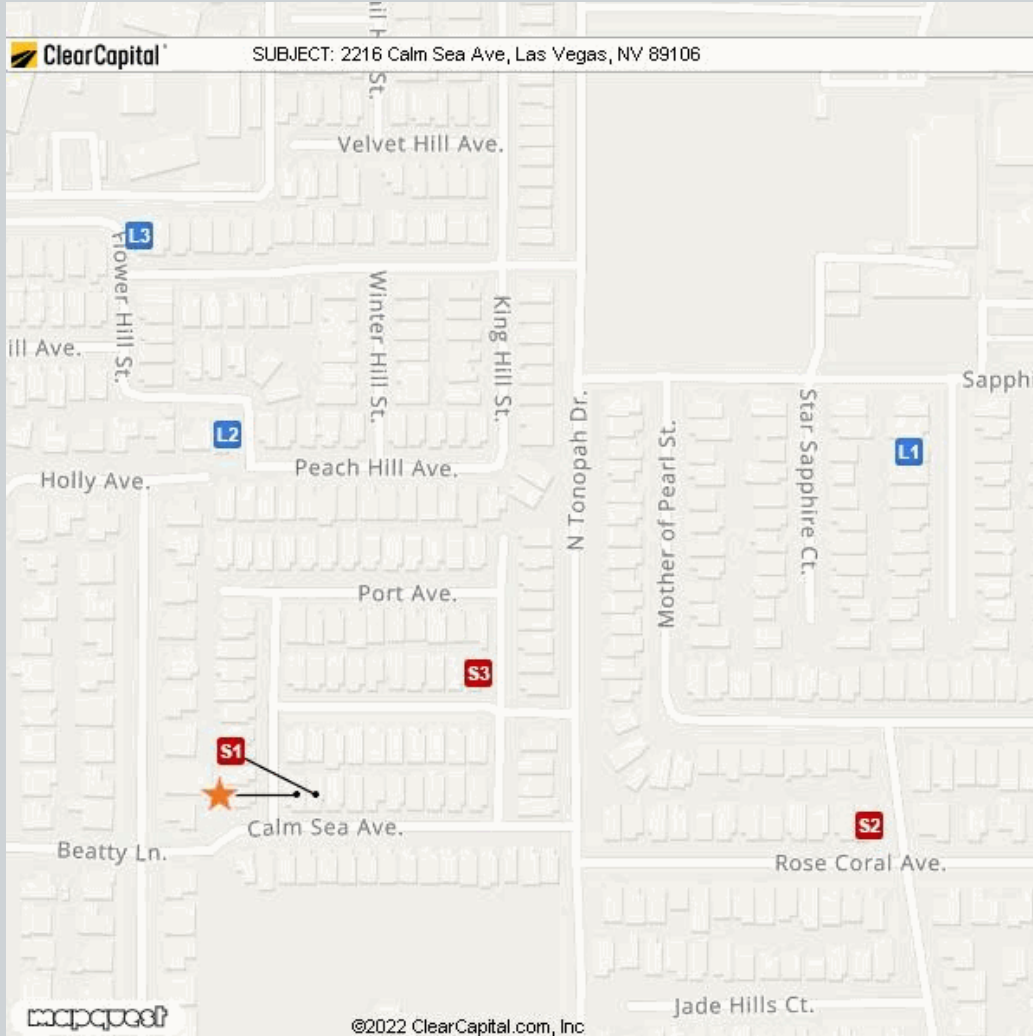 ClearCapital
SUBJECT: 2216 Calm Sea Ave, Las Vegas, NV 89106
St.
Velvet Hill Ave.
L3
Flower Hill St.
Winter Hill St.
King Hill St.
ill Ave.
N Tonopah Dr.
Sapphi
Mother of Pearl St.
Star Sapphire Ct.
L2
L1
Peach Hill Ave.
Holly Ave.
Port Ave.
S3
S1
Calm Sea Ave.
S2
Beatty Ln.
Rose Coral Ave.
Jade Hills Ct.
mapquest
©2022 ClearCapital.com, Inc